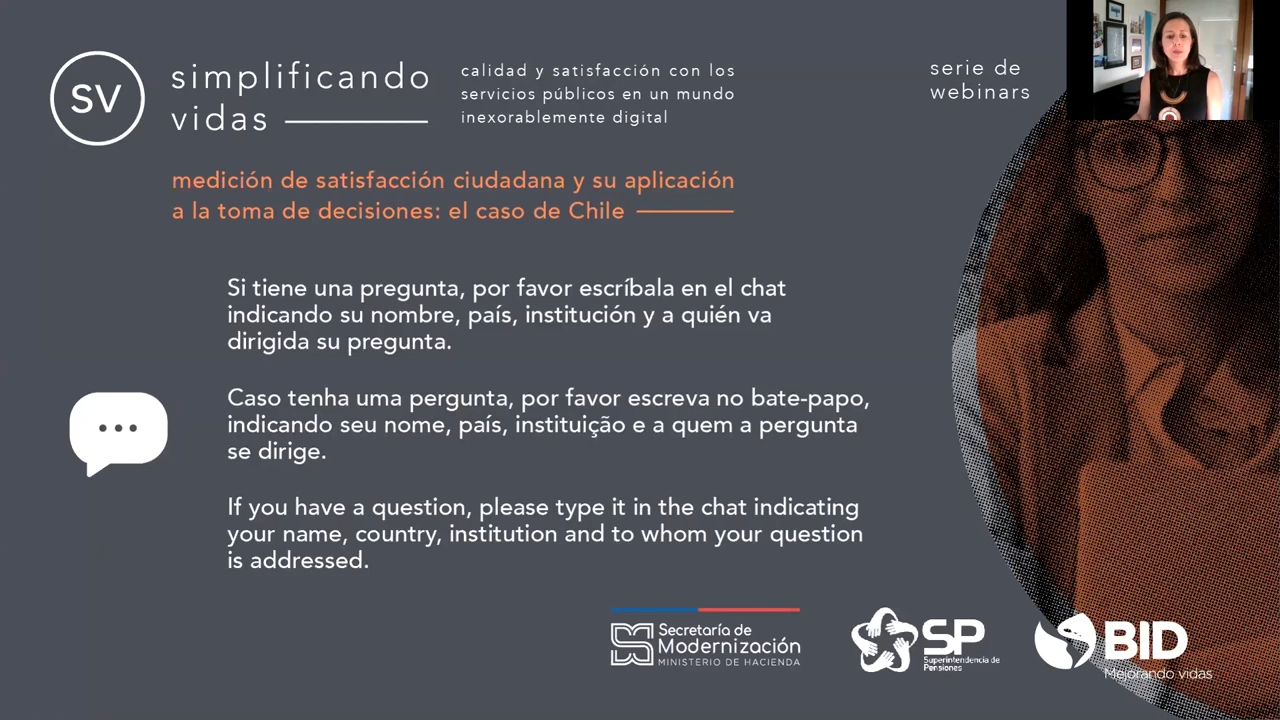 SV
simplificando
vidas
calidad y satisfacción con los
servicios públicos en un mundo
inexorablemente digital
serie de
webinars
medición de satisfacción ciudadana y su aplicación
a la toma de decisiones: el caso de Chile
Si tiene una pregunta, por favor escríbala en el chat
indicando su nombre, país, institución y a quién va
dirigida su pregunta.
Caso tenha uma pergunta, por favor escreva no bate-papo,
indicando seu nome, país, instituição e a quem a pergunta
se dirige.
If you have a question, please type it in the chat indicating
your name, country, institution and to whom your question
is addressed.
Secretaría de
Modernización
MINISTERIO DE HACIENDA
SP
Superintendencia de
Pensiones
BID
Mejorando vidas